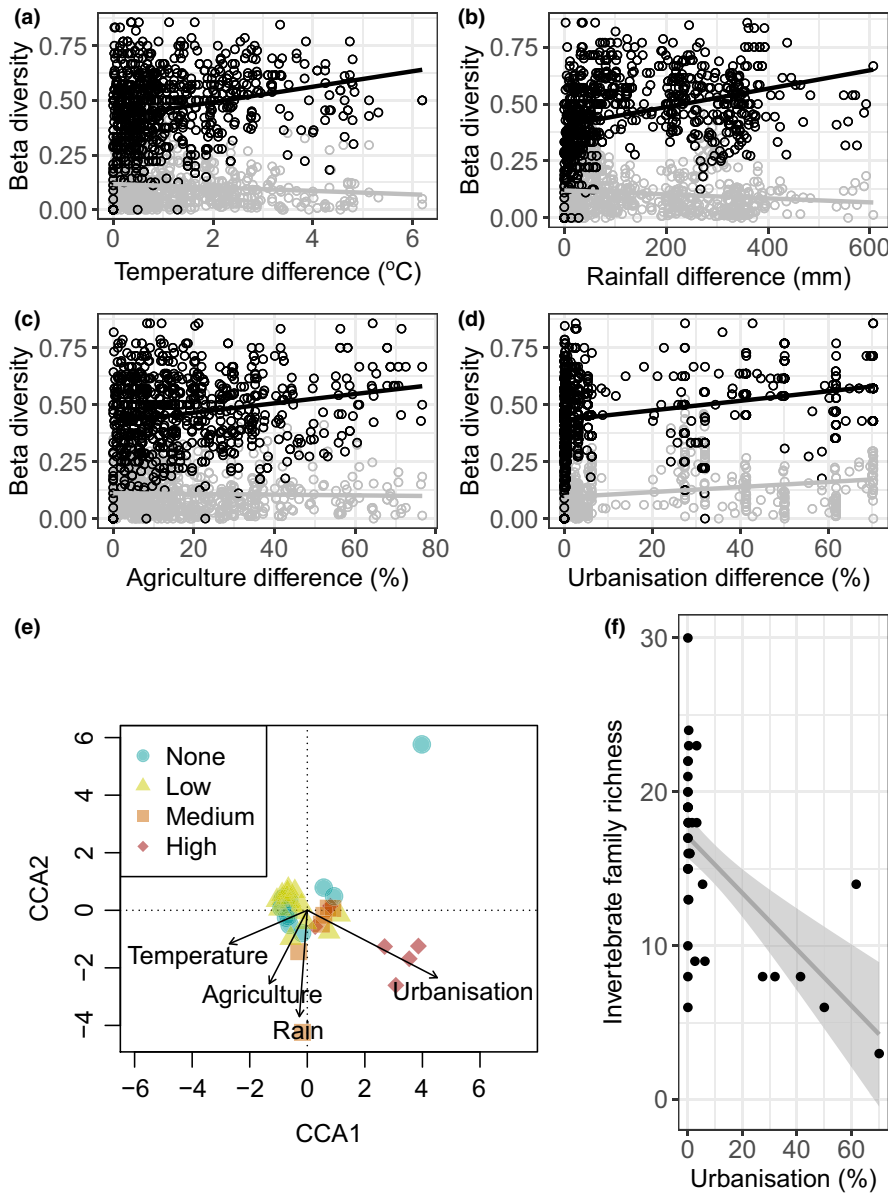 (a)
Beta diversity
0.75
0.50
0.25
0.00
0
2
4
6
Temperature difference (°C)
(b)
Beta diversity
0.75
0.50
0.25
0.00
0
200
400
600
Rainfall difference (mm)
(c)
Beta diversity
0.75
0.50
0.25
0.00
0
20
40
60
80
Agriculture difference (%)
(d)
Beta diversity
0.75
0.50
0.25
0.00
0
20
40
60
Urbanisation difference (%)
(e)
CCA2
6
4
2
0
−2
−4
None
Low
Medium
High
Temperature
Agriculture
Rain
Urbanisation
−6
−4
−2
0
2
4
6
CCA1
(f)
Invertebrate family richness
30
20
10
0
0
20
40
60
Urbanisation (%)